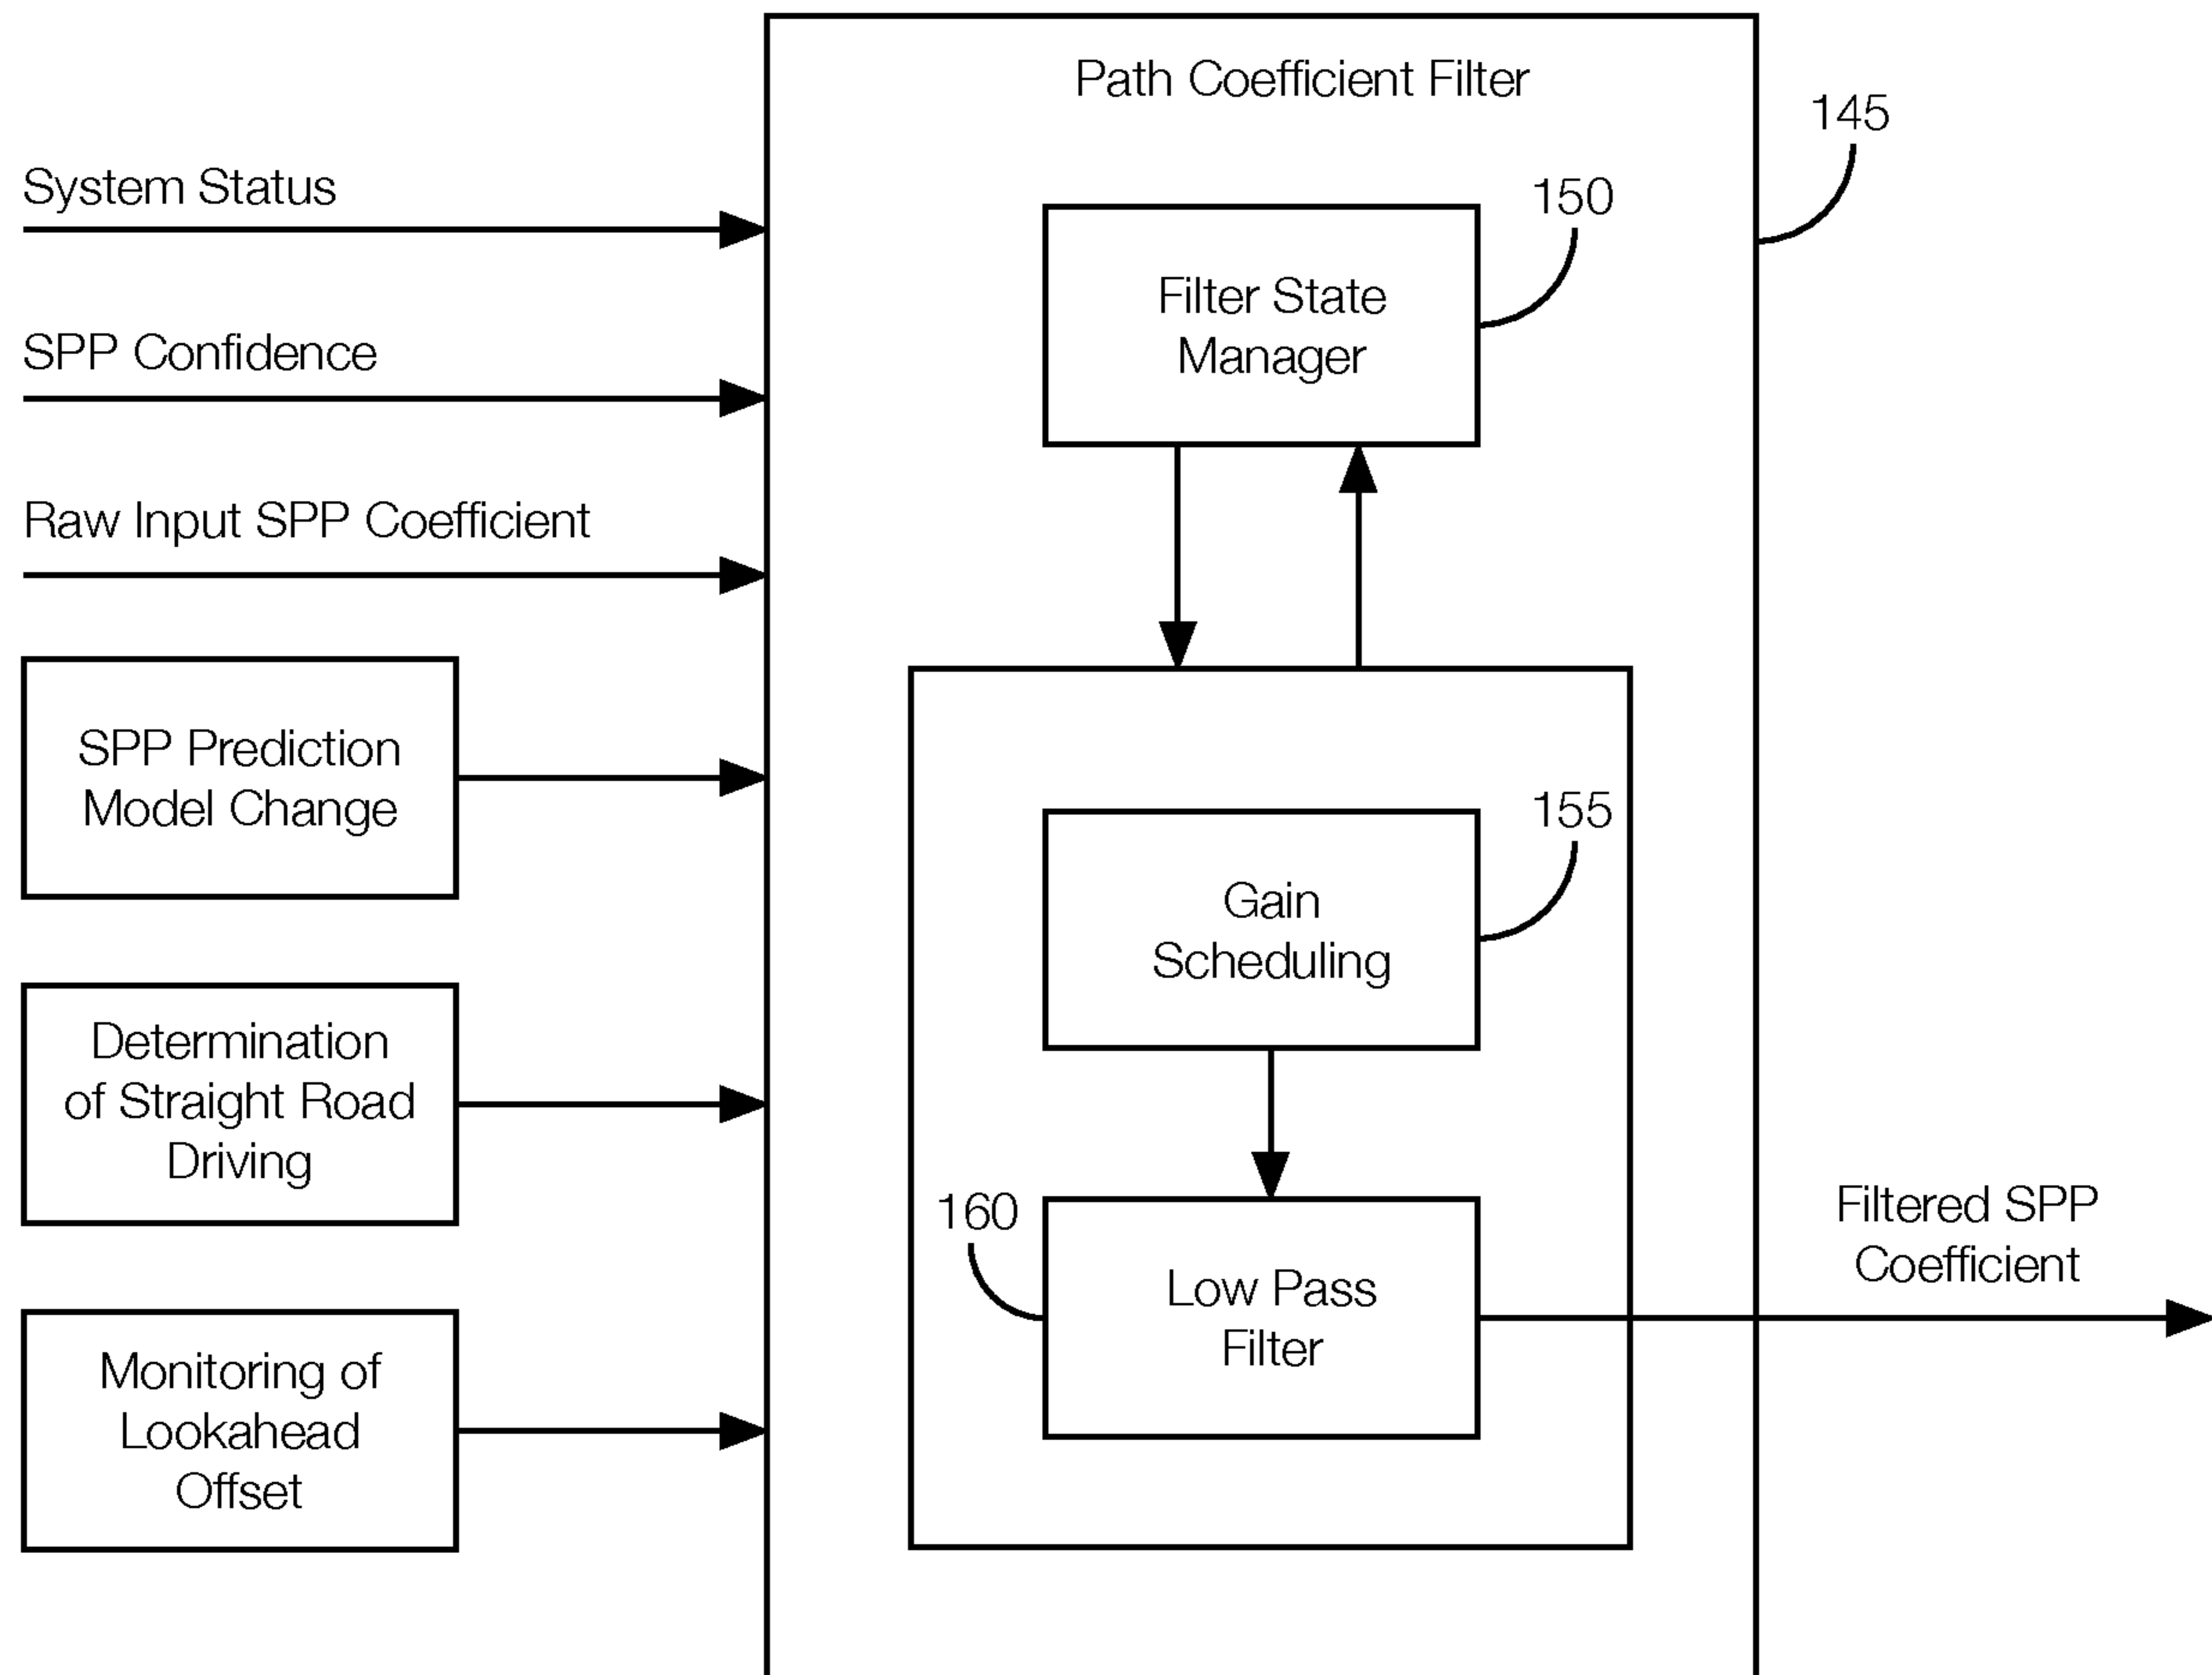 Path Coefficient Filter
145
System Status
150
SPP Confidence
Filter State
Manager
Raw Input SPP Coefficient
SPP Prediction
Model Change
155
Gain
Scheduling
Determination
of Straight Road
Driving
160
Low Pass
Filter
Filtered SPP
Coefficient
Monitoring of
Lookahead
Offset